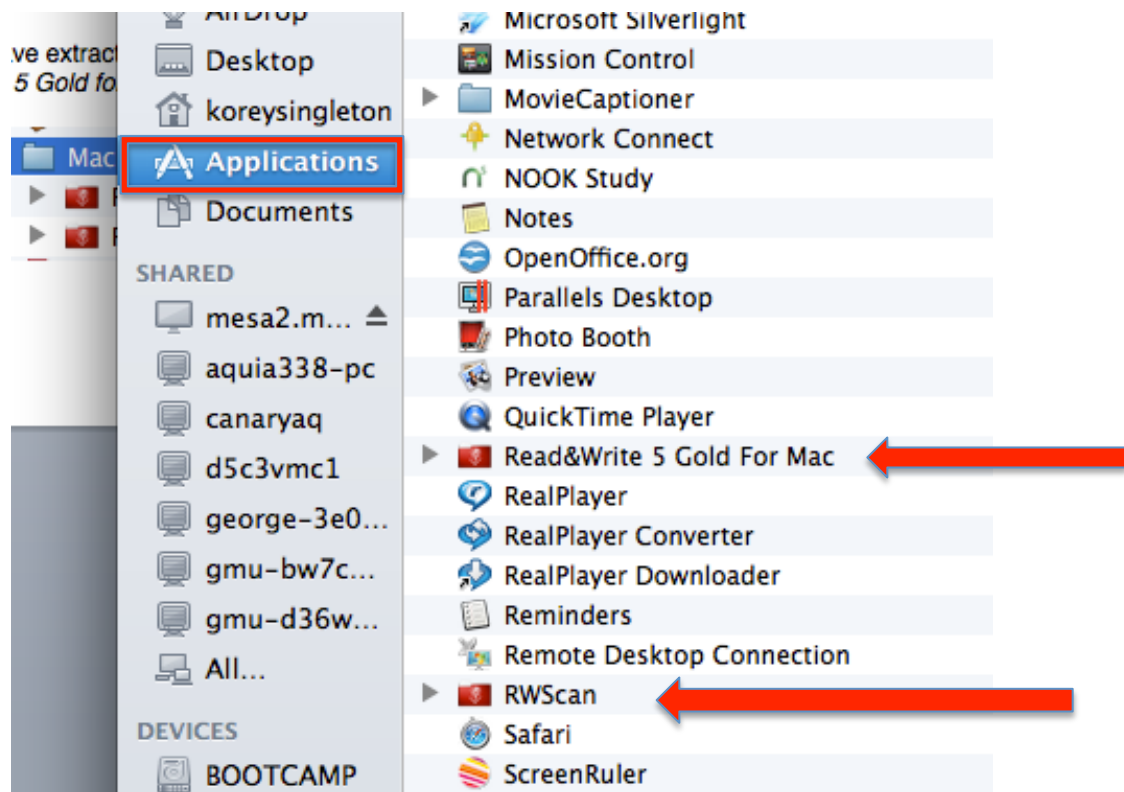 ve extract
5 Gold fo
Mac
AirDrop
Desktop
koreysingleton
Applications
Documents
SHARED
mesa2.m...
aquia338-pc
canaryaq
d5c3vmc1
george-3e0...
gmu-bw7c...
gmu-d36w...
All...
DEVICES
BOOTCAMP
Microsoft Silverlight
Mission Control
MovieCaptioner
Network Connect
NOOK Study
Notes
OpenOffice.org
Parallels Desktop
Photo Booth
Preview
QuickTime Player
Read&Write 5 Gold For Mac
RealPlayer
RealPlayer Converter
RealPlayer Downloader
Reminders
Remote Desktop Connection
RWScan
Safari
ScreenRuler